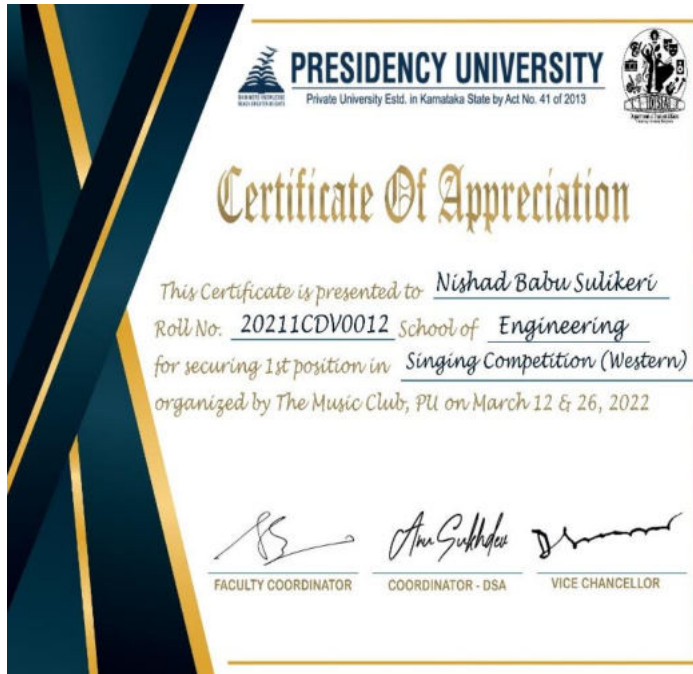 PRESIDENCY UNIVERSITY
Private University Estd. in Karnataka State by Act No. 41 of 2013
Certificate Of Appreciation
This Certificate is presented to Nishad Babu Sulikeri
Roll No. 20211CDV0012 School of Engineering
for securing 1st position in Singing Competition (Western)
organized by The Music Club, PU on March 12 & 26, 2022
Anu Sukhdev
FACULTY COORDINATOR COORDINATOR - DSA VICE CHANCELLOR